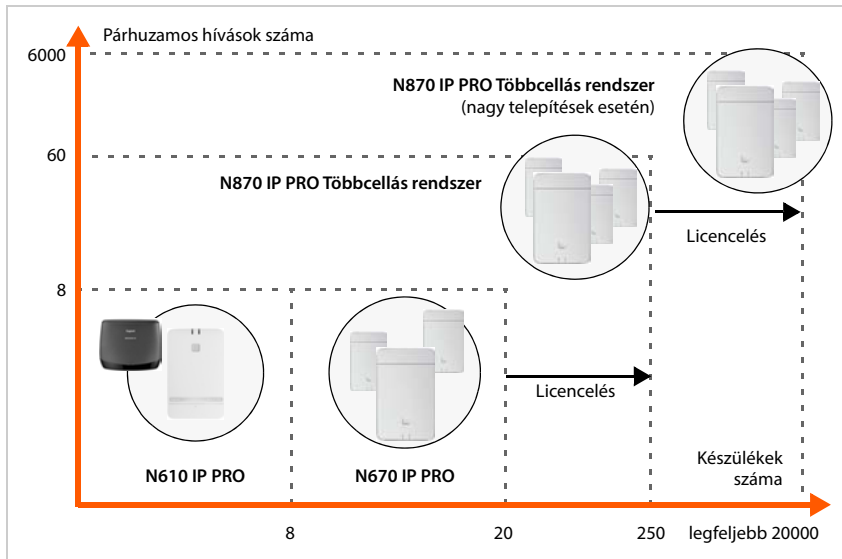 Párhuzamos hívások száma
6000
N870 IP PRO Többcellás rendszer
(nagy telepítések esetén)
60
N870 IP PRO Többcellás rendszer
Licencelés
8
Licencelés
N610 IP PRO
N670 IP PRO
Készülékek
száma
8
20
250
legfeljebb 20000